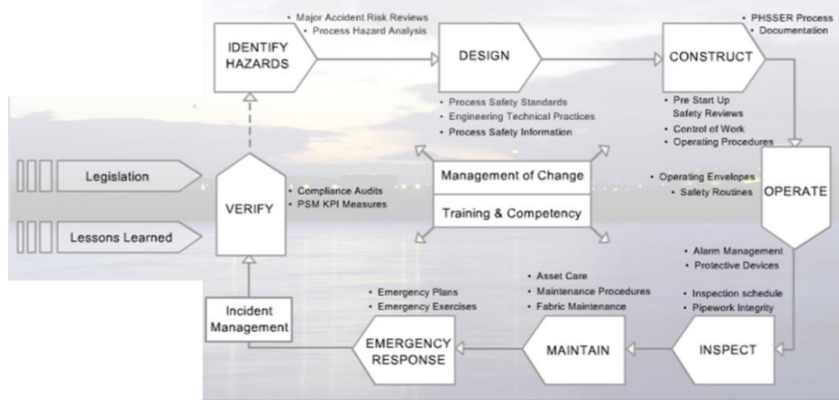 • Major Accident Risk Reviews
• Process Hazard Analysis
• PHSSER Process
• Documentation
IDENTIFY
HAZARDS
DESIGN
CONSTRUCT
• Process Safety Standards
• Engineering Technical Practices
• Process Safety Information
• Pre Start Up
Safety Reviews
• Control of Work
• Operating Procedures
Legislation
Lessons Learned
VERIFY
• Compliance Audits
• PSM KPI Measures
Management of Change
Training & Competency
• Operating Envelopes
• Safety Routines
OPERATE
• Alarm Management
• Protective Devices
• Inspection schedule
• Pipework Integrity
• Asset Care
• Maintenance Procedures
• Fabric Maintenance
• Emergency Plans
• Emergency Exercises
Incident
Management
EMERGENCY
RESPONSE
MAINTAIN
INSPECT